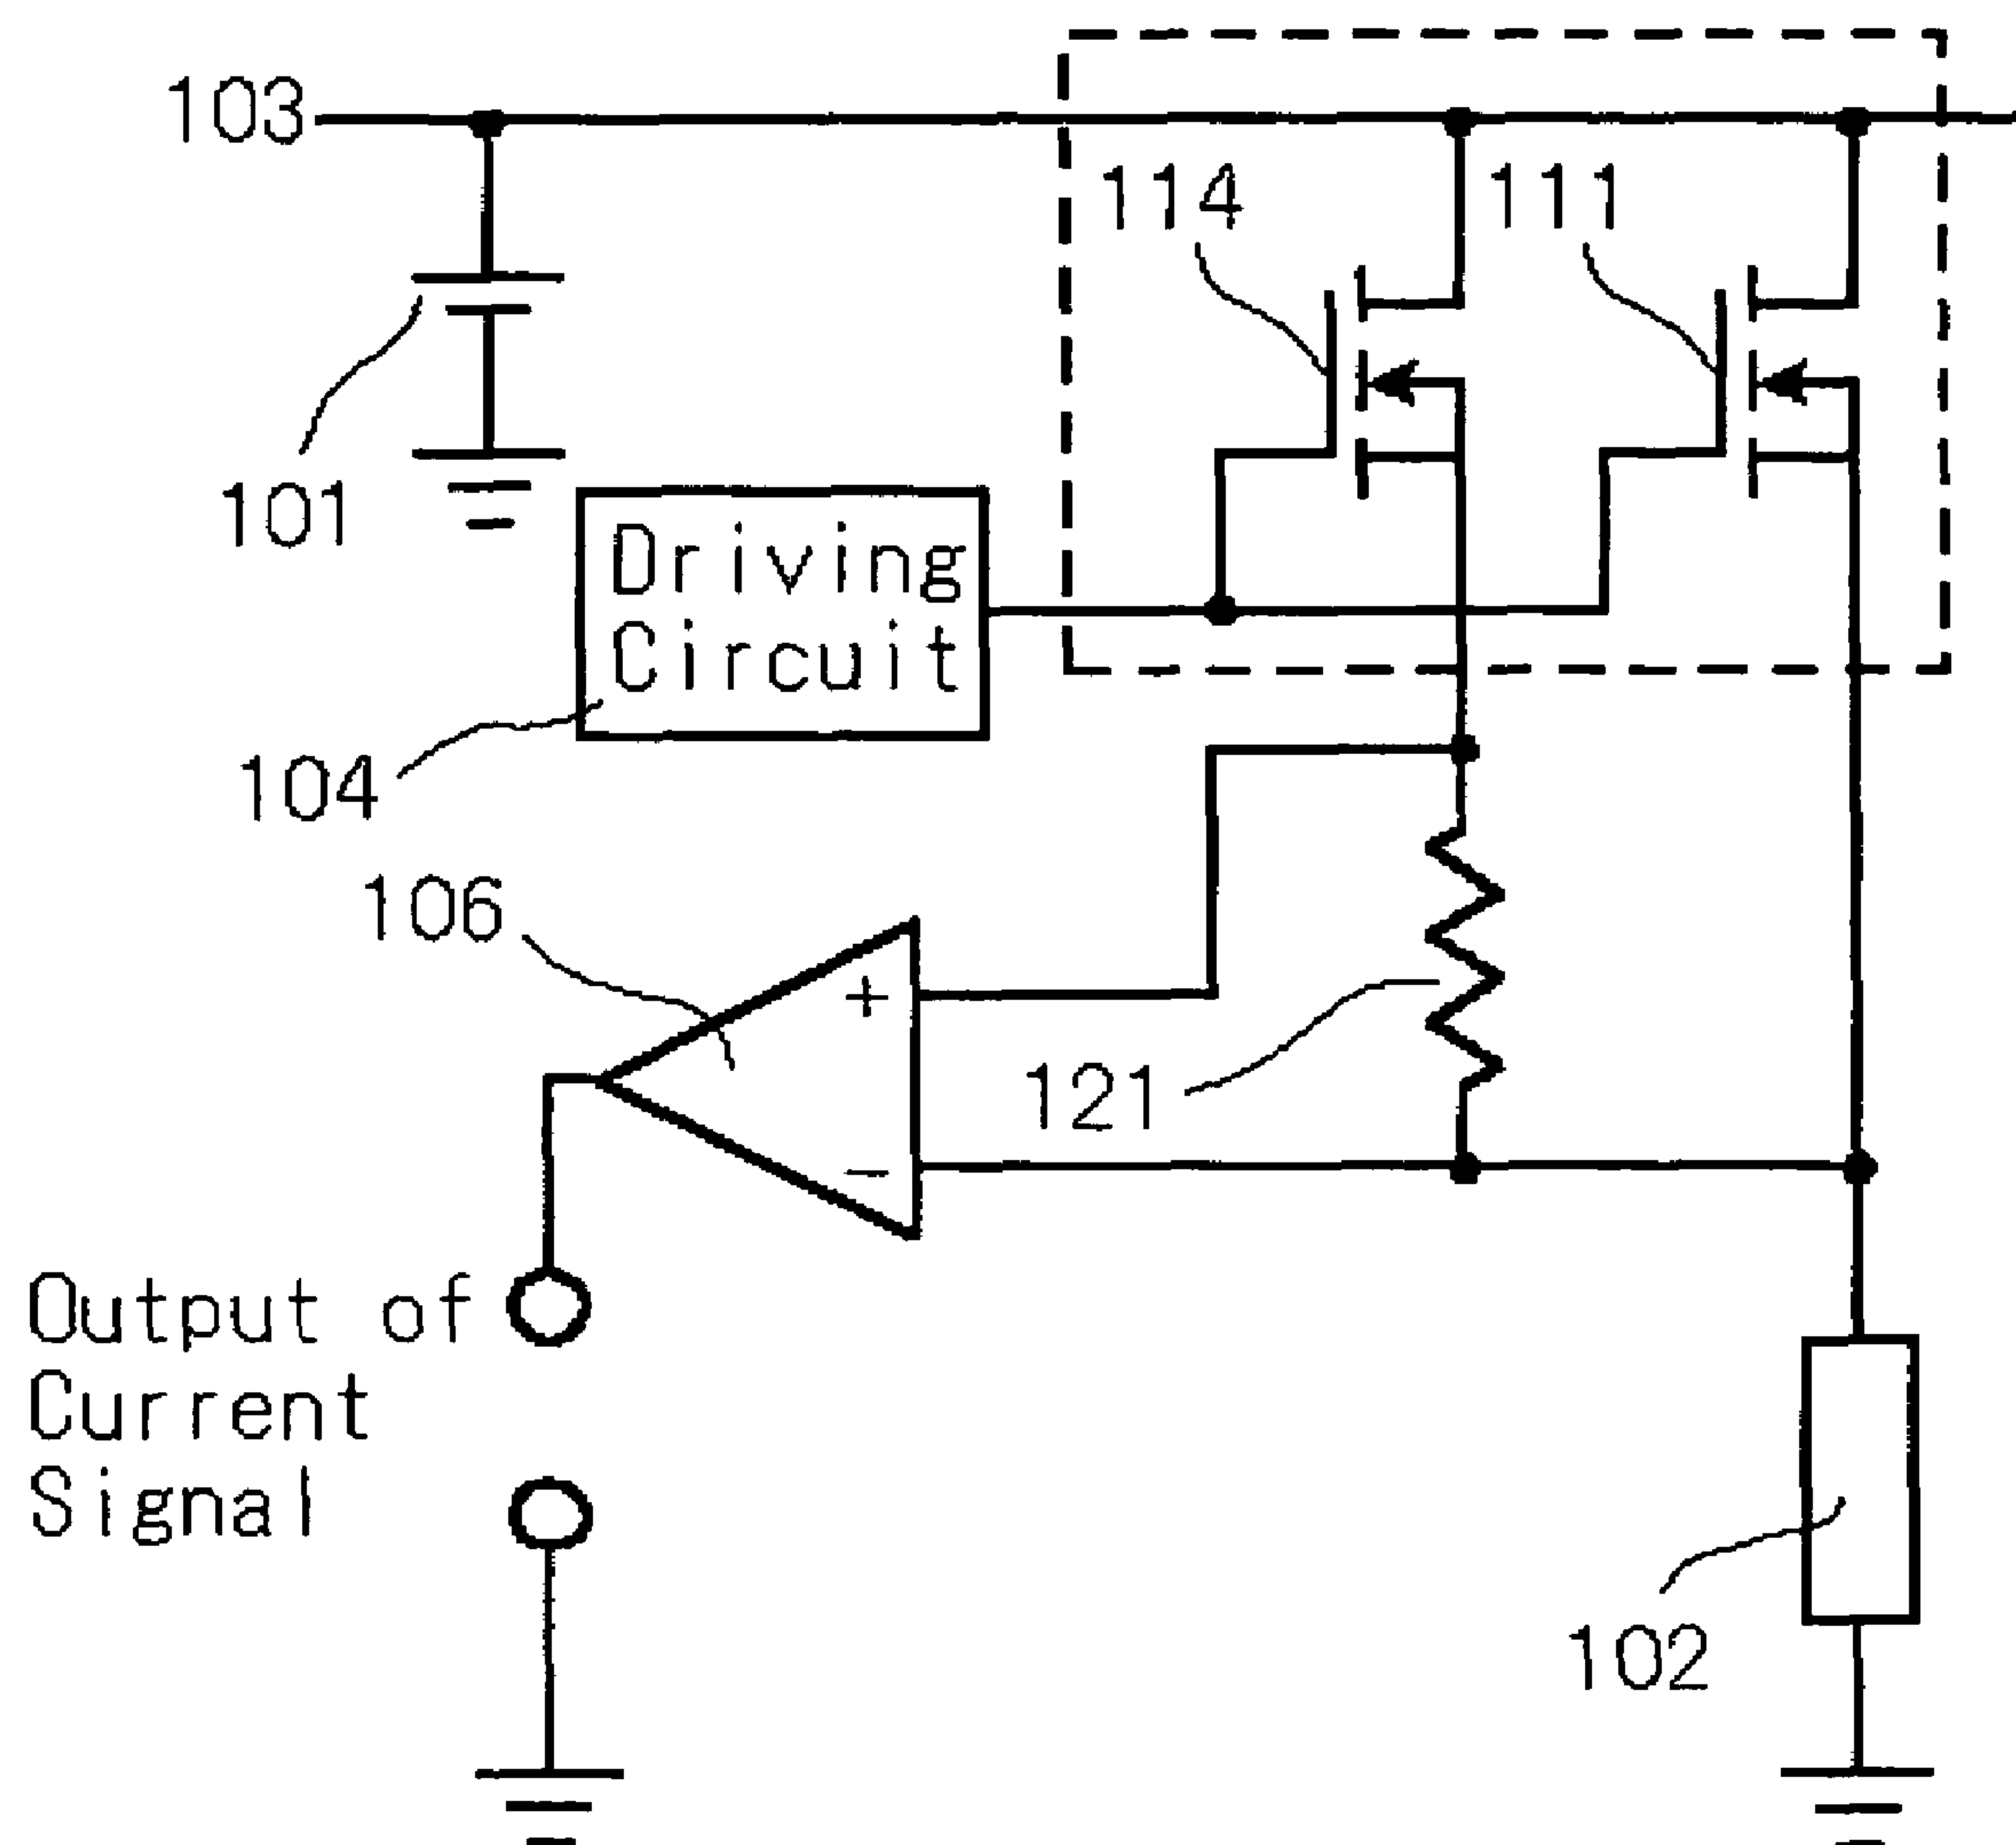 103
114
111
101
Driving
Circuit
104
106
+
121
−
Output of
Current
Signal
102